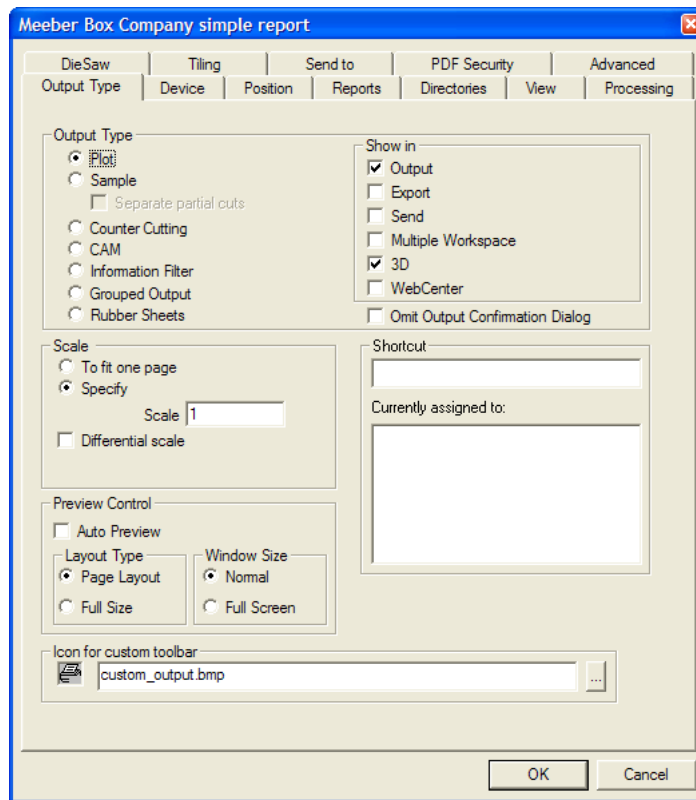 Meeber Box Company simple report
DieSaw Tiling Send to PDF Security Advanced
Output Type Device Position Reports Directories View Processing
Output Type
Plot
Sample
Separate partial cuts
Counter Cutting
CAM
Information Filter
Grouped Output
Rubber Sheets
Show in
Output
Export
Send
Multiple Workspace
3D
WebCenter
Omit Output Confirmation Dialog
Scale
To fit one page
Specify
Scale 1
Differential scale
Shortcut
Currently assigned to:
Preview Control
Auto Preview
Layout Type
Page Layout
Full Size
Window Size
Normal
Full Screen
Icon for custom toolbar
custom_output.bmp
...
OK Cancel